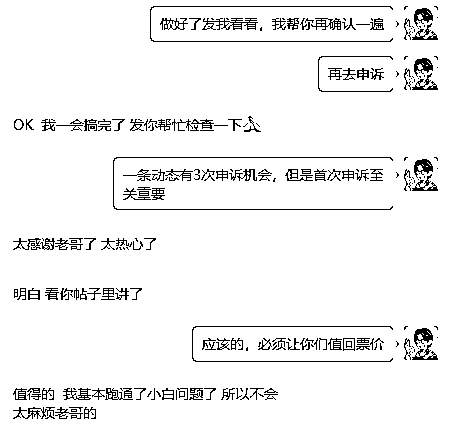 做好了发我看看，我帮你再确认一遍
再去申诉
OK 我一会搞完了 发你帮忙检查一下
一条动态有3次申诉机会，但是首次申诉至
关重要
太感谢老哥了 太热心了
明白 看你帖子里讲了
应该的，必须让你们值回票价
值得的 我基本跑通了小白问题了 所以不会
太麻烦老哥的